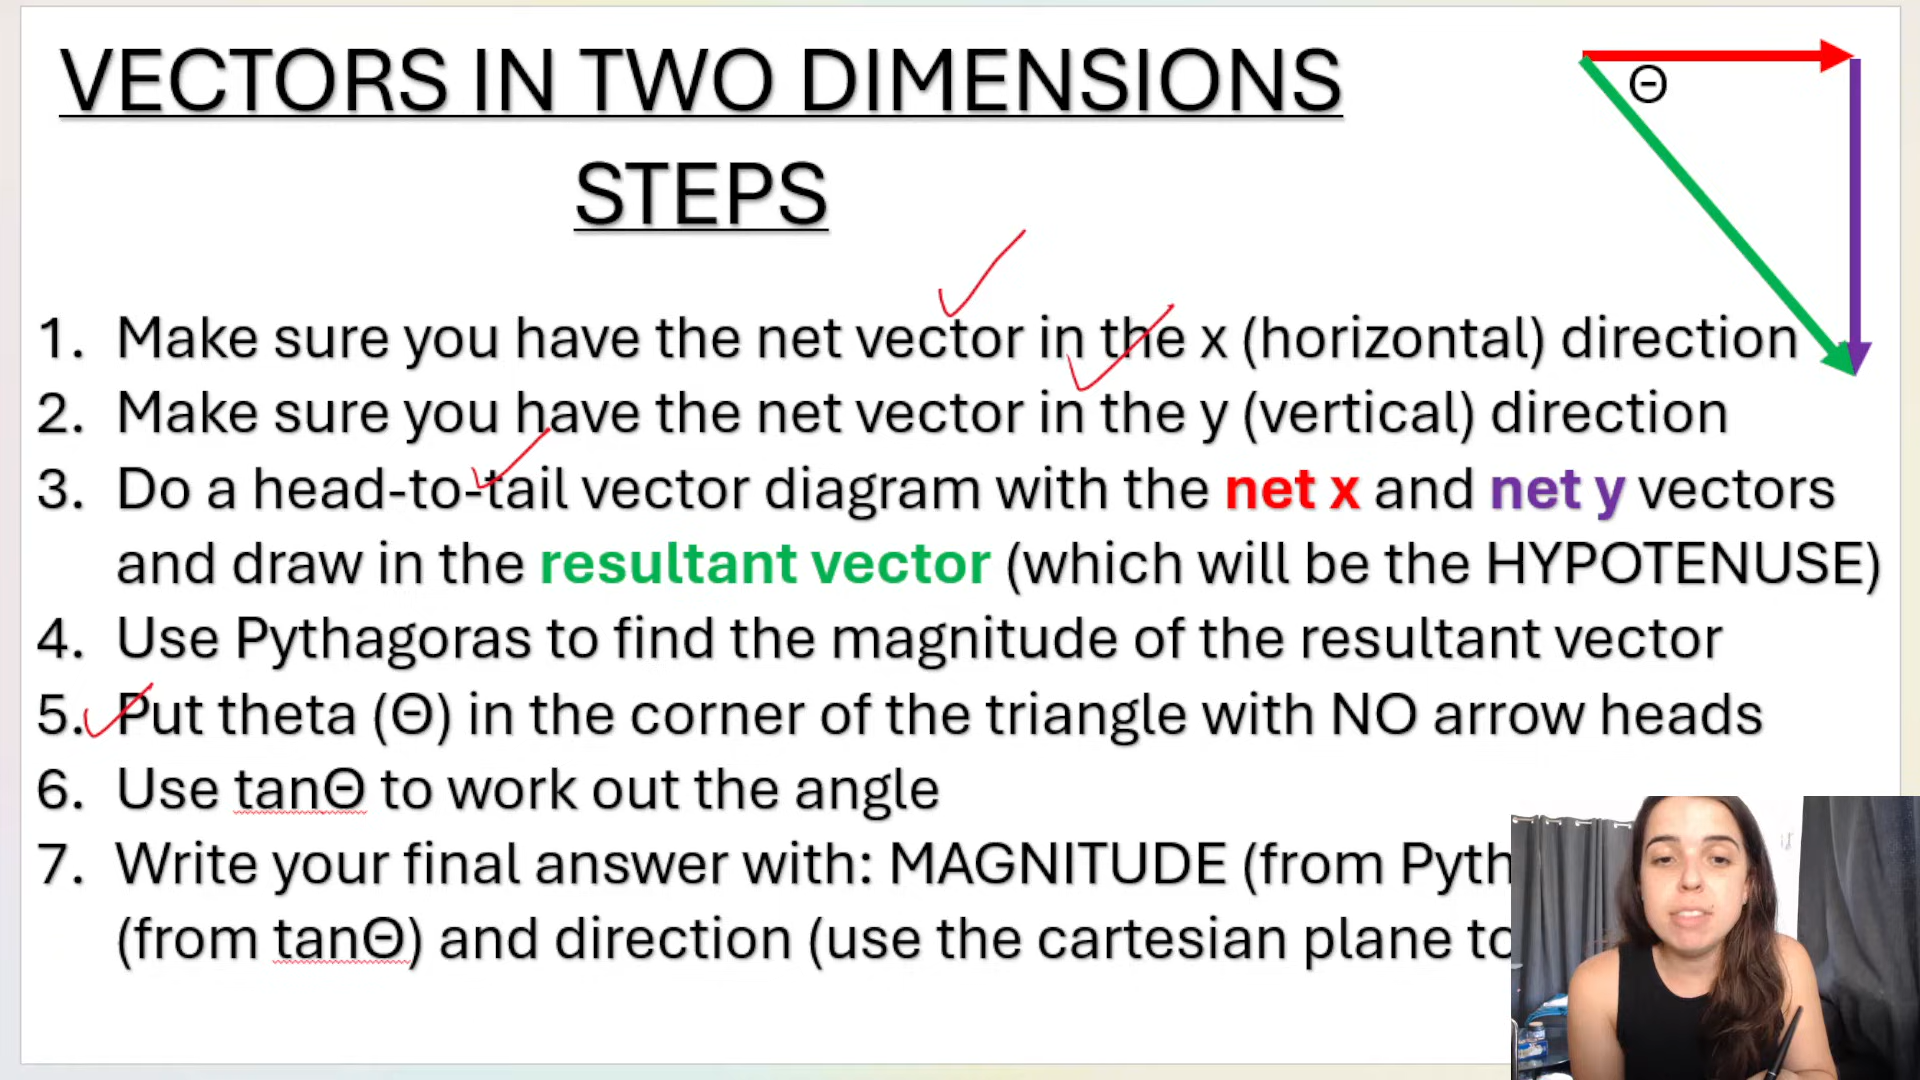 VECTORS IN TWO DIMENSIONS
STEPS
Θ
1. Make sure you have the net vector in the x (horizontal) direction
2. Make sure you have the net vector in the y (vertical) direction
3. Do a head-to-tail vector diagram with the net x and net y vectors
and draw in the resultant vector (which will be the HYPOTENUSE)
4. Use Pythagoras to find the magnitude of the resultant vector
5. Put theta (Θ) in the corner of the triangle with NO arrow heads
6. Use tanΘ to work out the angle
7. Write your final answer with: MAGNITUDE (from Pyth
(from tanΘ) and direction (use the cartesian plane to